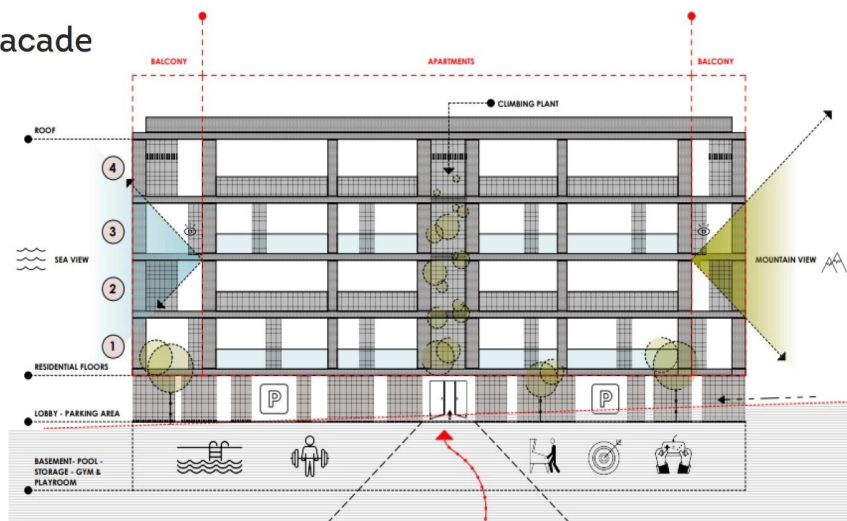 acade
BALCONY
APARTMENTS
BALCONY
CLIMBING PLANT
ROOF
4
3
SEA VIEW
MOUNTAIN VIEW
2
1
RESIDENTIAL FLOORS
P
P
LOBBY - PARKING AREA
BASEMENT- POOL -
STORAGE - GYM &
PLAYROOM